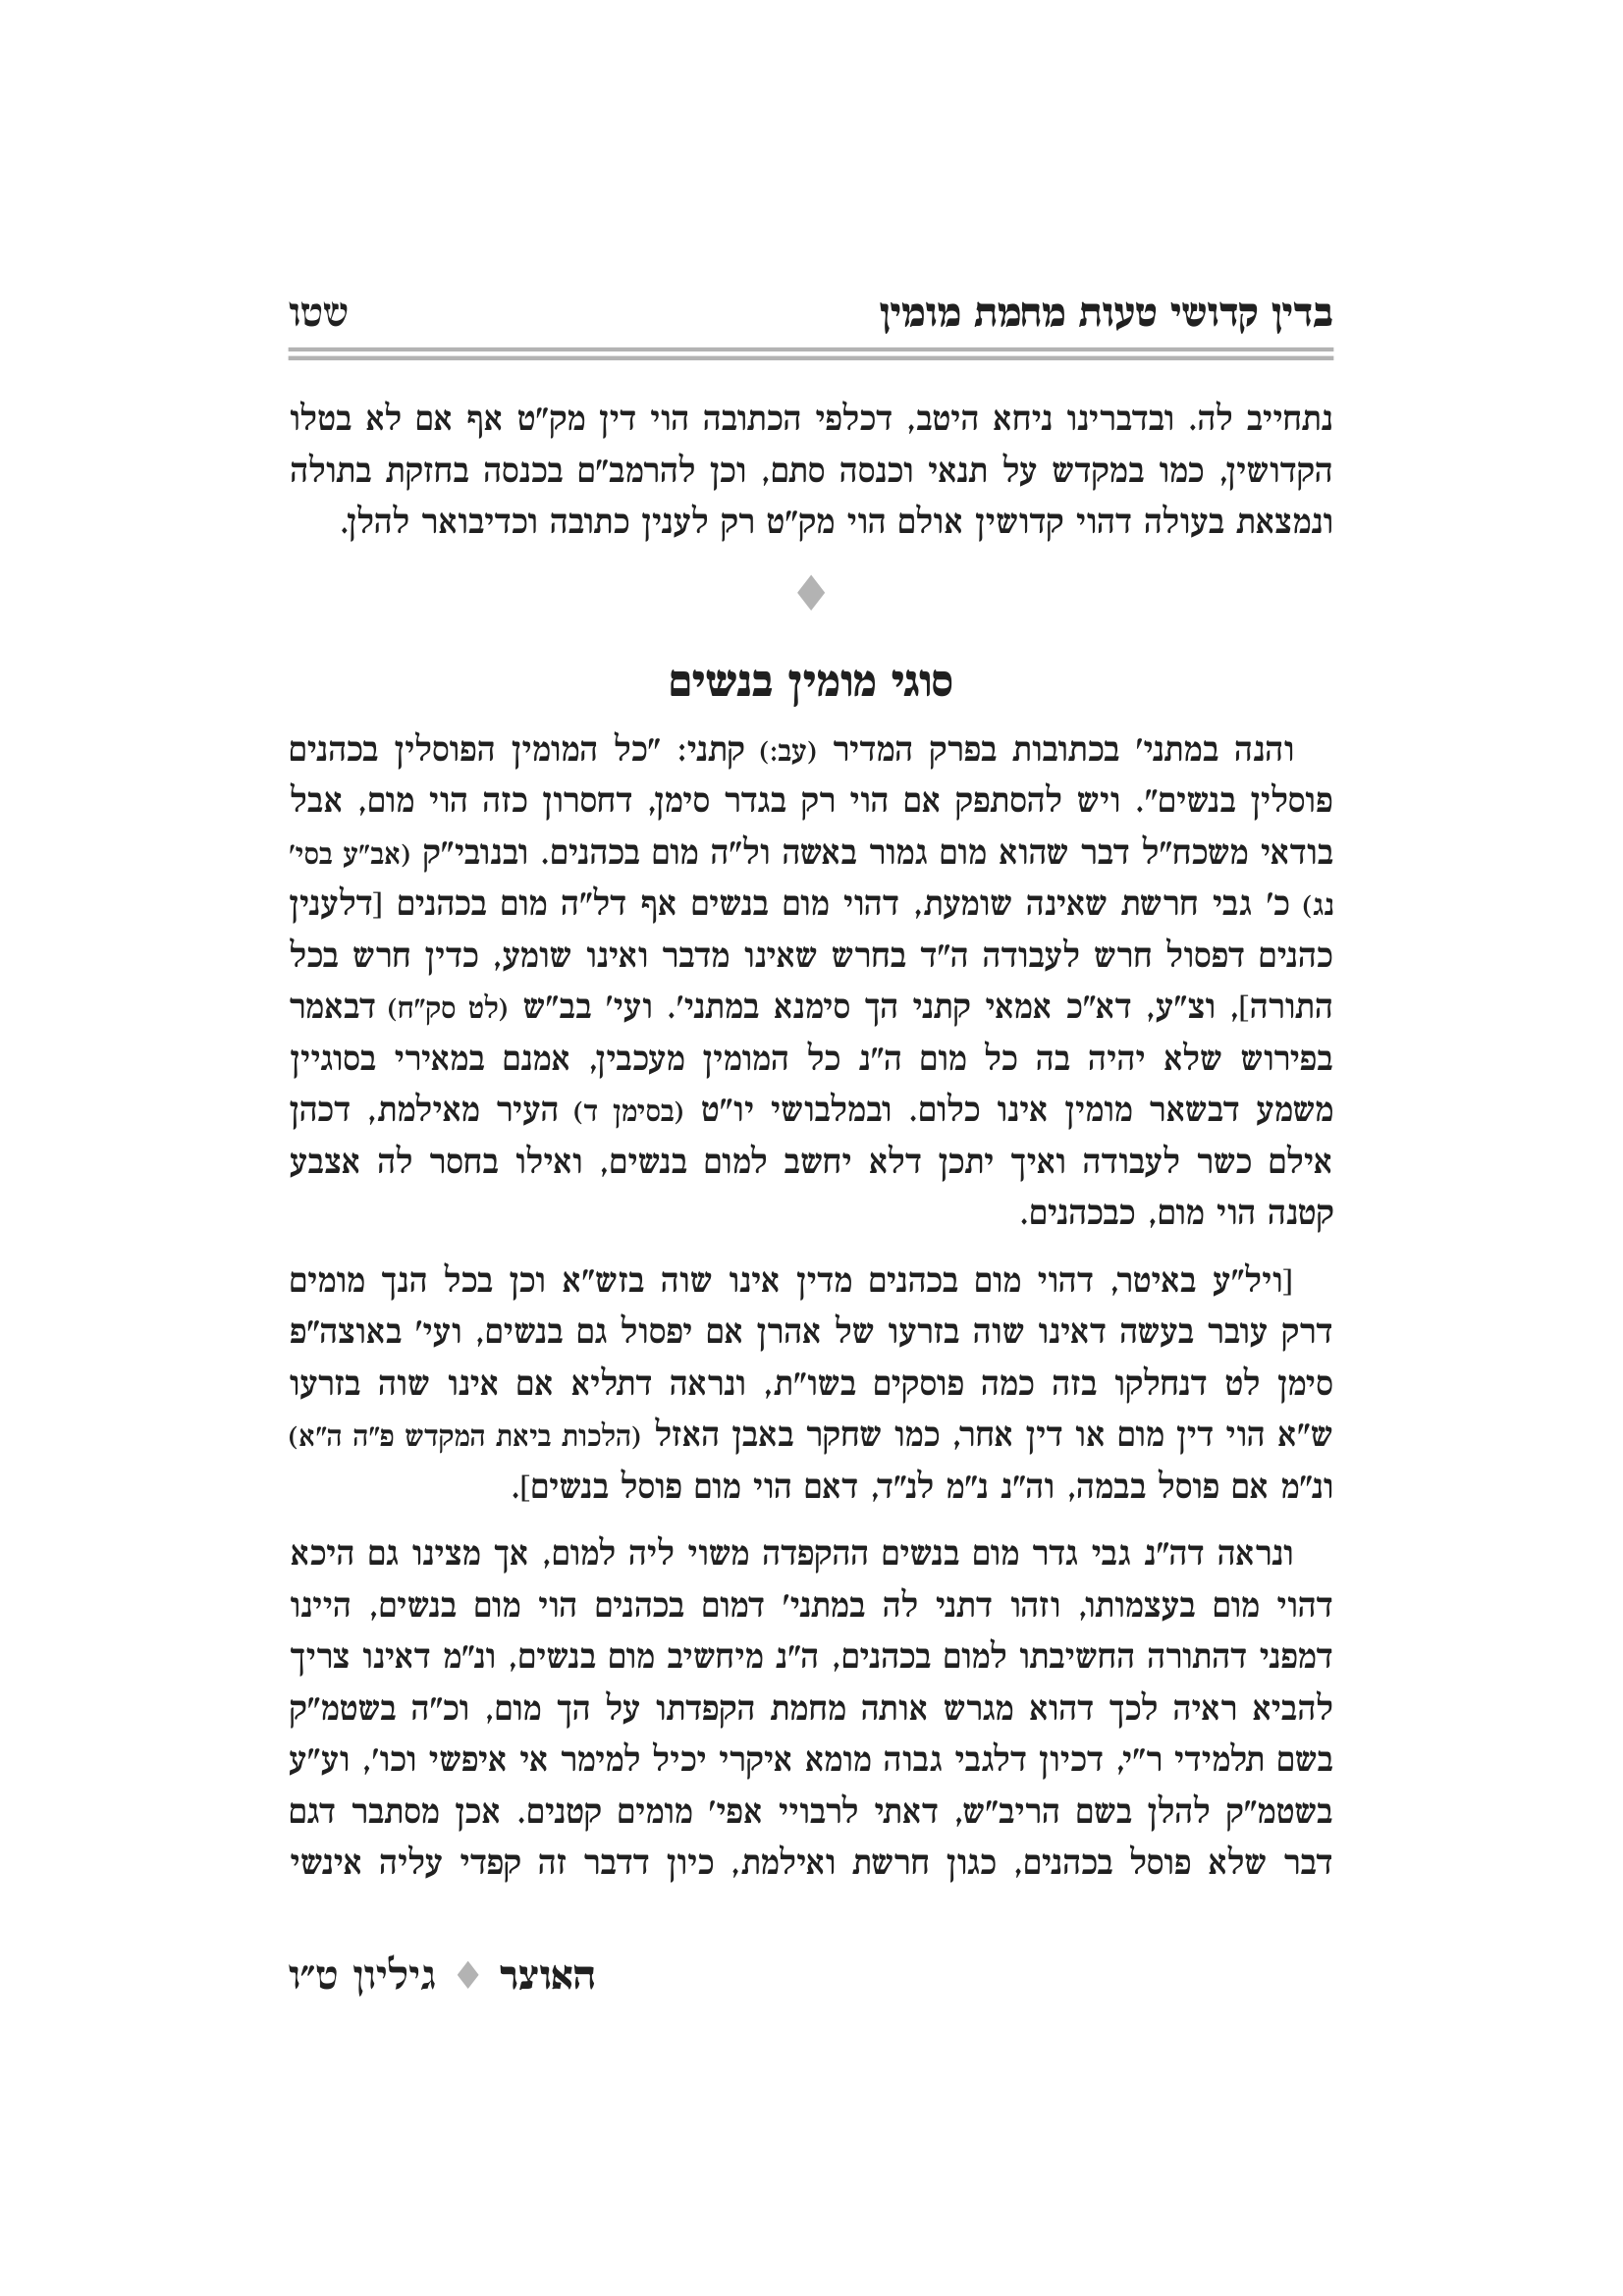 בדין קדושי טעות מחמת מומין שטו
נתחייב לה. ובדברינו ניחא היטב, דכלפי הכתובה הוי דין מק"ט אף אם לא בטלו
הקדושין, כמו במקדש על תנאי וכנסה סתם, וכן להרמב"ם בכנסה בחזקת בתולה
ונמצאת בעולה דהוי קדושין אולם הוי מק"ט רק לענין כתובה וכדיבואר להלן.
סוגי מומין בנשים
והנה במתני' בכתובות בפרק המדיר (עב:) קתני: "כל המומין הפוסלין בכהנים
פוסלין בנשים". ויש להסתפק אם הוי רק בגדר סימן, דחסרון כזה הוי מום, אבל
בודאי משכח"ל דבר שהוא מום גמור באשה ול"ה מום בכהנים. ובנובי"ק (אב"ע בסי'
נג) כ' גבי חרשת שאינה שומעת, דהוי מום בנשים אף דל"ה מום בכהנים [דלענין
כהנים דפסול חרש לעבודה ה"ד בחרש שאינו מדבר ואינו שומע, כדין חרש בכל
התורה], וצ"ע, דא"כ אמאי קתני הך סימנא במתני'. ועי' בב"ש (לט סק"ח) דבאמר
בפירוש שלא יהיה בה כל מום ה"נ כל המומין מעכבין, אמנם במאירי בסוגיין
משמע דבשאר מומין אינו כלום. ובמלבושי יו"ט (בסימן ד) העיר מאילמת, דכהן
אילם כשר לעבודה ואיך יתכן דלא יחשב למום בנשים, ואילו בחסר לה אצבע
קטנה הוי מום, כבכהנים.
[ויל"ע באיטר, דהוי מום בכהנים מדין אינו שוה בזש"א וכן בכל הנך מומים
דרק עובר בעשה דאינו שוה בזרעו של אהרן אם יפסול גם בנשים, ועי' באוצה"פ
סימן לט דנחלקו בזה כמה פוסקים בשו"ת, ונראה דתליא אם אינו שוה בזרעו
ש"א הוי דין מום או דין אחר, כמו שחקר באבן האזל (הלכות ביאת המקדש פ"ה ה"א)
ונ"מ אם פוסל בבמה, וה"נ נ"מ לנ"ד, דאם הוי מום פוסל בנשים].
ונראה דה"נ גבי גדר מום בנשים ההקפדה משוי ליה למום, אך מצינו גם היכא
דהוי מום בעצמותו, וזהו דתני לה במתני' דמום בכהנים הוי מום בנשים, היינו
דמפני דהתורה החשיבתו למום בכהנים, ה"נ מיחשיב מום בנשים, ונ"מ דאינו צריך
להביא ראיה לכך דהוא מגרש אותה מחמת הקפדתו על הך מום, וכ"ה בשטמ"ק
בשם תלמידי ר"י, דכיון דלגבי גבוה מומא איקרי יכיל למימר אי איפשי וכו', וע"ע
בשטמ"ק להלן בשם הריב"ש, דאתי לרבויי אפי' מומים קטנים. אכן מסתבר דגם
דבר שלא פוסל בכהנים, כגון חרשת ואילמת, כיון דדבר זה קפדי עליה אינשי
האוצר ♦ גיליון ט"ו